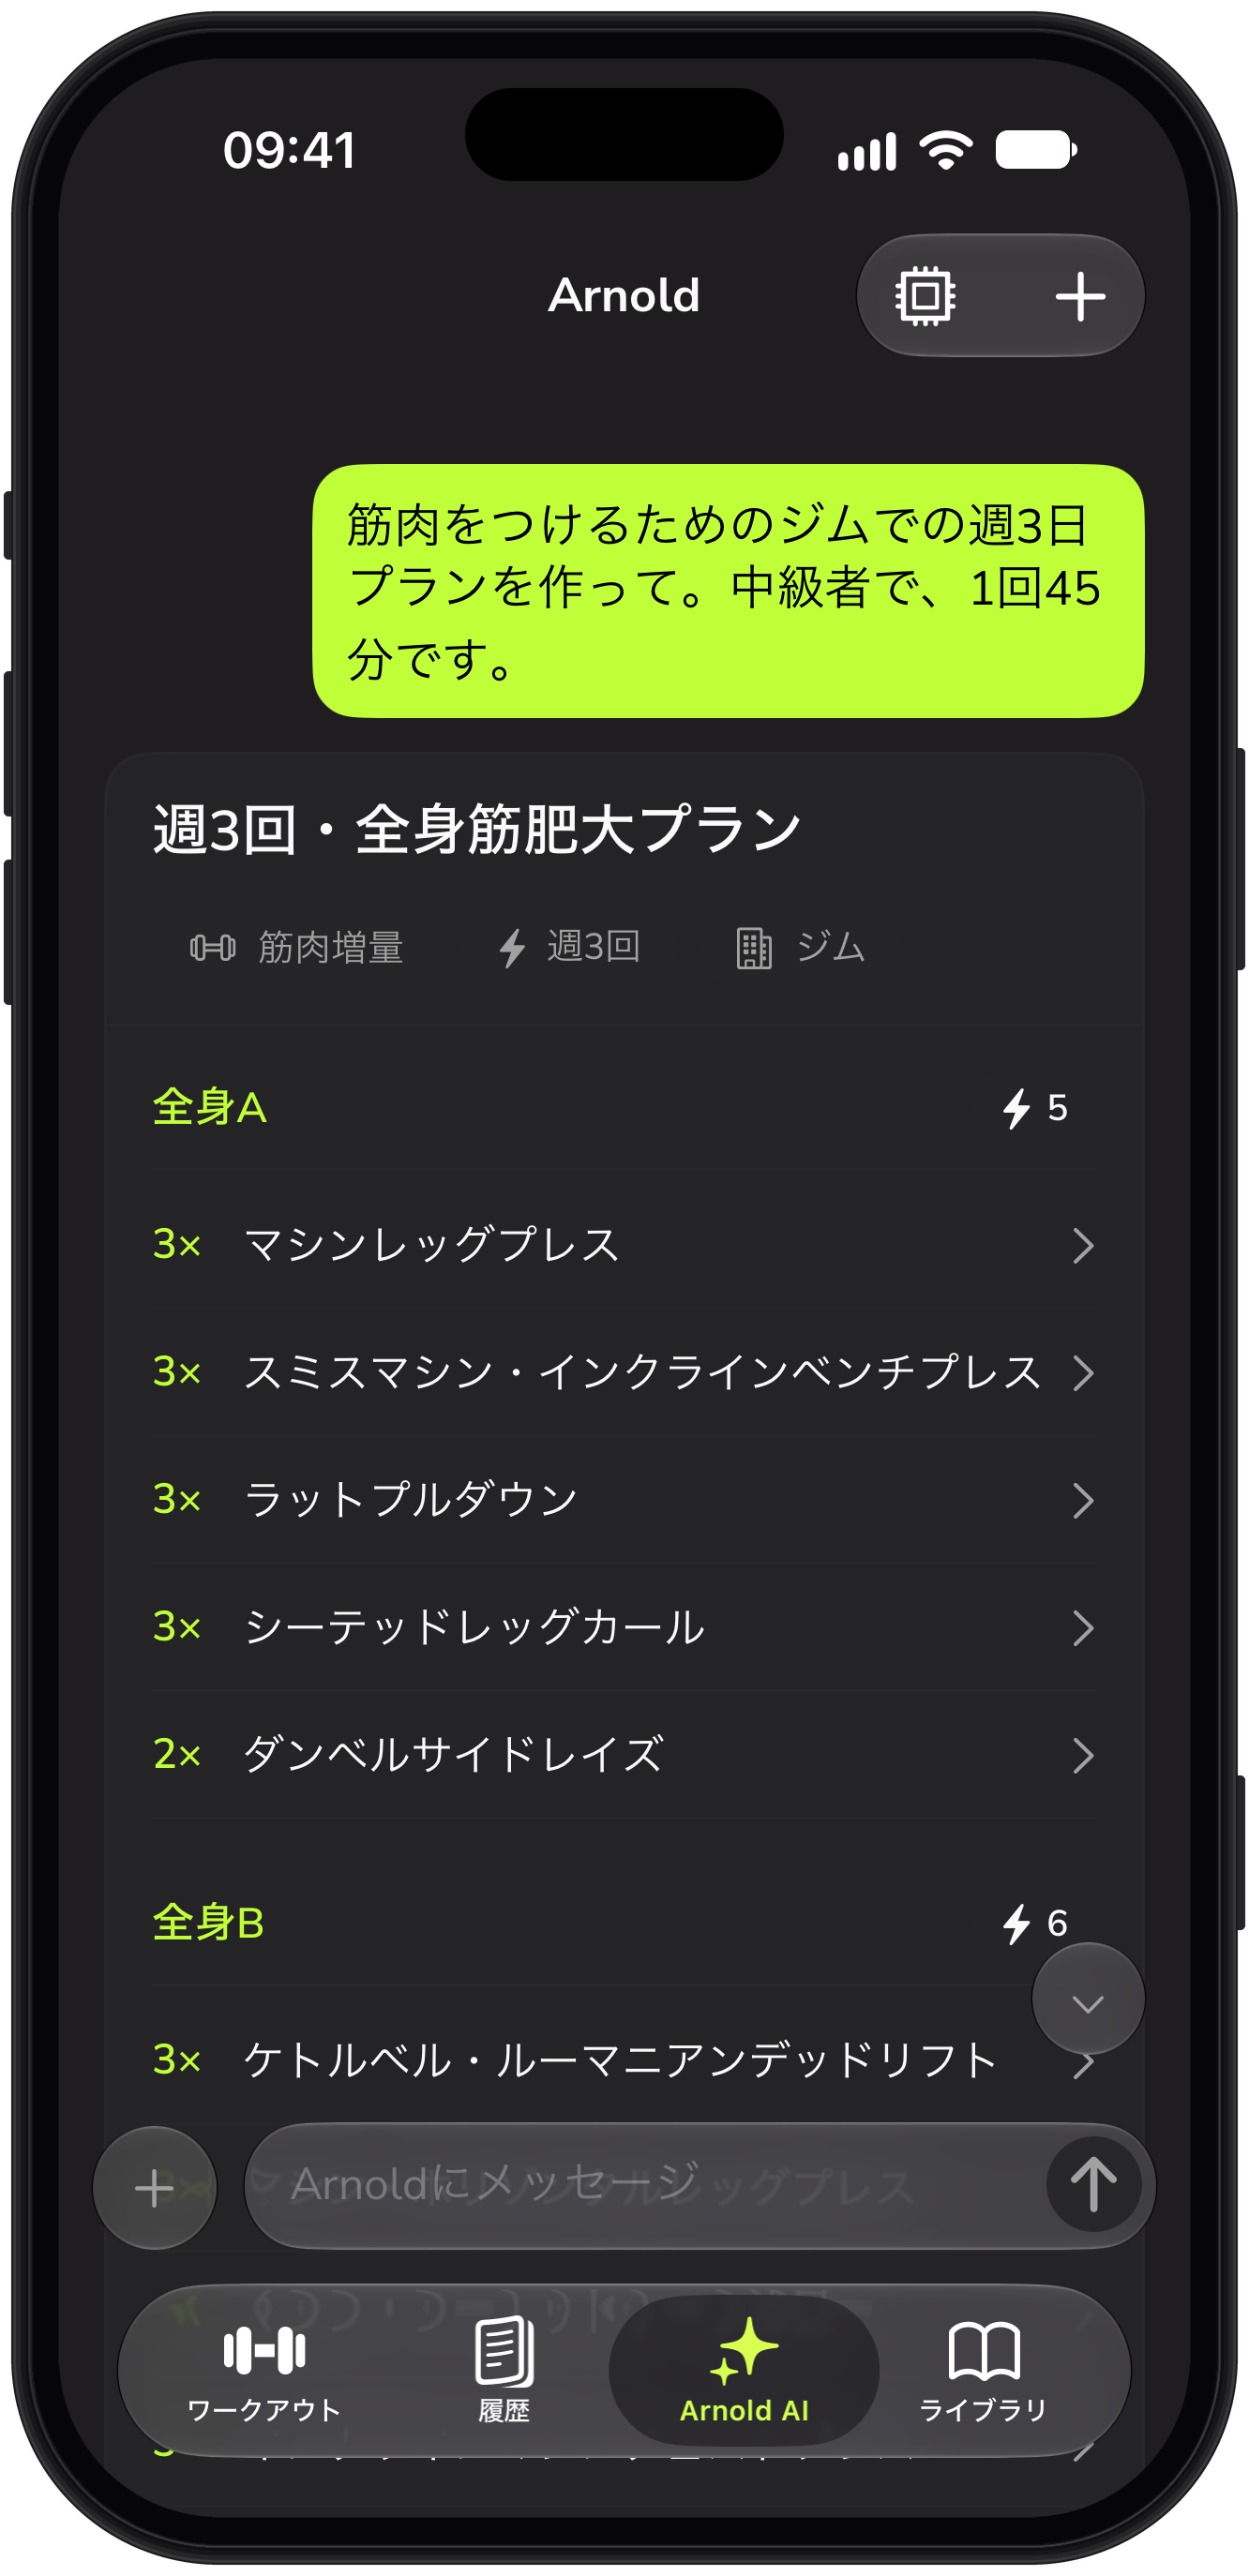 09:41
Arnold
筋肉をつけるためのジムでの週3日
プランを作って。中級者で、1回45
分です。
週3回・全身筋肥大プラン
筋肉増量 週3回 ジム
全身A 5
3× マシンレッグプレス
3× スミスマシン・インクラインベンチプレス
3× ラットプルダウン
3× シーテッドレッグカール
2× ダンベルサイドレイズ
全身B 6
3× ケトルベル・ルーマニアンデッドリフト
Arnoldにメッセージ
ワークアウト 履歴 Arnold AI ライブラリ